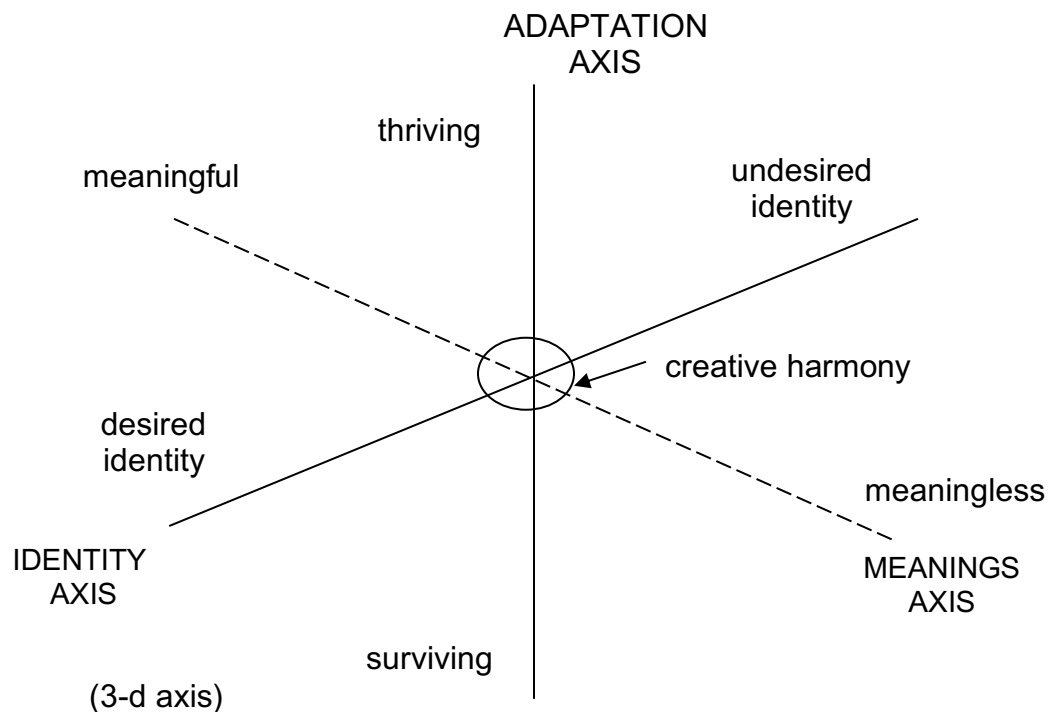 ADAPTATION
AXIS
thriving
meaningful
undesired
identity
creative harmony
desired
identity
meaningless
IDENTITY
AXIS
MEANINGS
AXIS
surviving
(3-d axis)